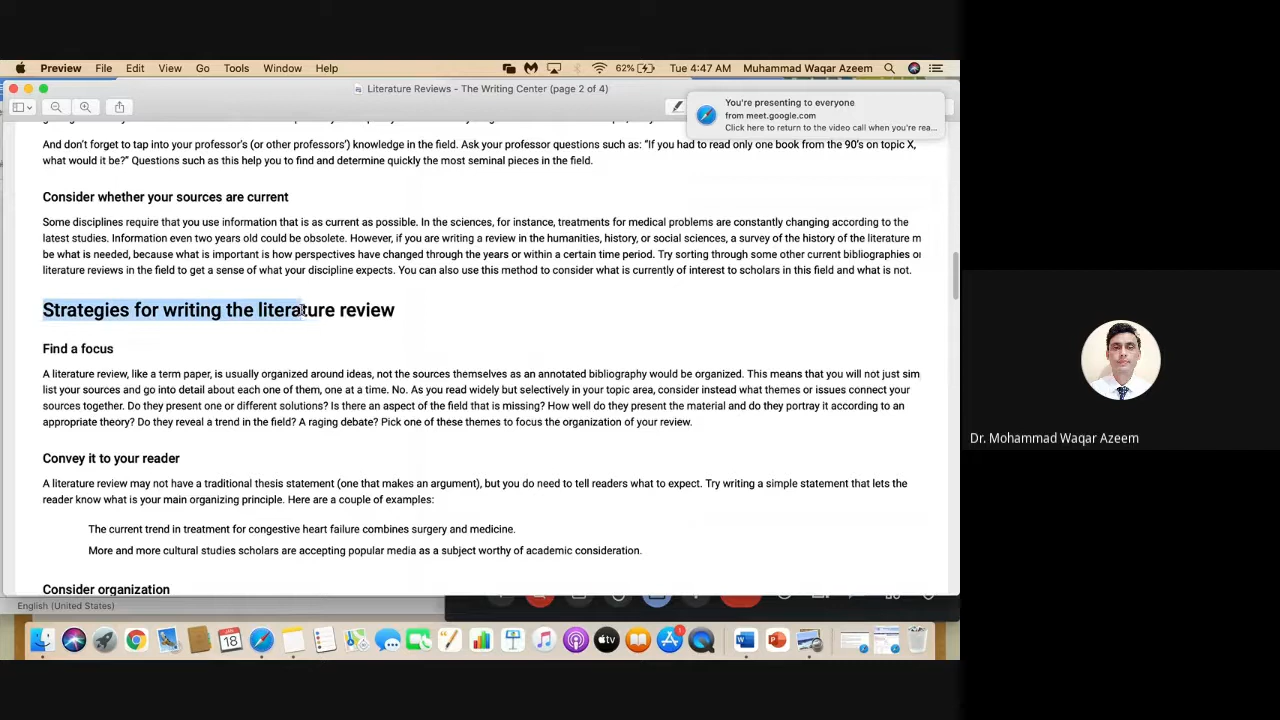 Preview File Edit View Go Tools Window Help 62% Tue 4:47 AM Muhammad Waqar Azeem
Literature Reviews - The Writing Center (page 2 of 4)
You're presenting to everyone
from meet.google.com
Click here to return to the video call when you're rea...
And don't forget to tap into your professor's (or other professors') knowledge in the field. Ask your professor questions such as: "If you had to read only one book from the 90's on topic X,
what would it be?" Questions such as this help you to find and determine quickly the most seminal pieces in the field.
Consider whether your sources are current
Some disciplines require that you use information that is as current as possible. In the sciences, for instance, treatments for medical problems are constantly changing according to the
latest studies. Information even two years old could be obsolete. However, if you are writing a review in the humanities, history, or social sciences, a survey of the history of the literature m
be what is needed, because what is important is how perspectives have changed through the years or within a certain time period. Try sorting through some other current bibliographies or
literature reviews in the field to get a sense of what your discipline expects. You can also use this method to consider what is currently of interest to scholars in this field and what is not.
Strategies for writing the literature review
Find a focus
A literature review, like a term paper, is usually organized around ideas, not the sources themselves as an annotated bibliography would be organized. This means that you will not just sim
list your sources and go into detail about each one of them, one at a time. No. As you read widely but selectively in your topic area, consider instead what themes or issues connect your
sources together. Do they present one or different solutions? Is there an aspect of the field that is missing? How well do they present the material and do they portray it according to an
appropriate theory? Do they reveal a trend in the field? A raging debate? Pick one of these themes to focus the organization of your review.
Convey it to your reader
A literature review may not have a traditional thesis statement (one that makes an argument), but you do need to tell readers what to expect. Try writing a simple statement that lets the
reader know what is your main organizing principle. Here are a couple of examples:
The current trend in treatment for congestive heart failure combines surgery and medicine.
More and more cultural studies scholars are accepting popular media as a subject worthy of academic consideration.
Consider organization
English (United States)
18
Dr. Mohammad Waqar Azeem